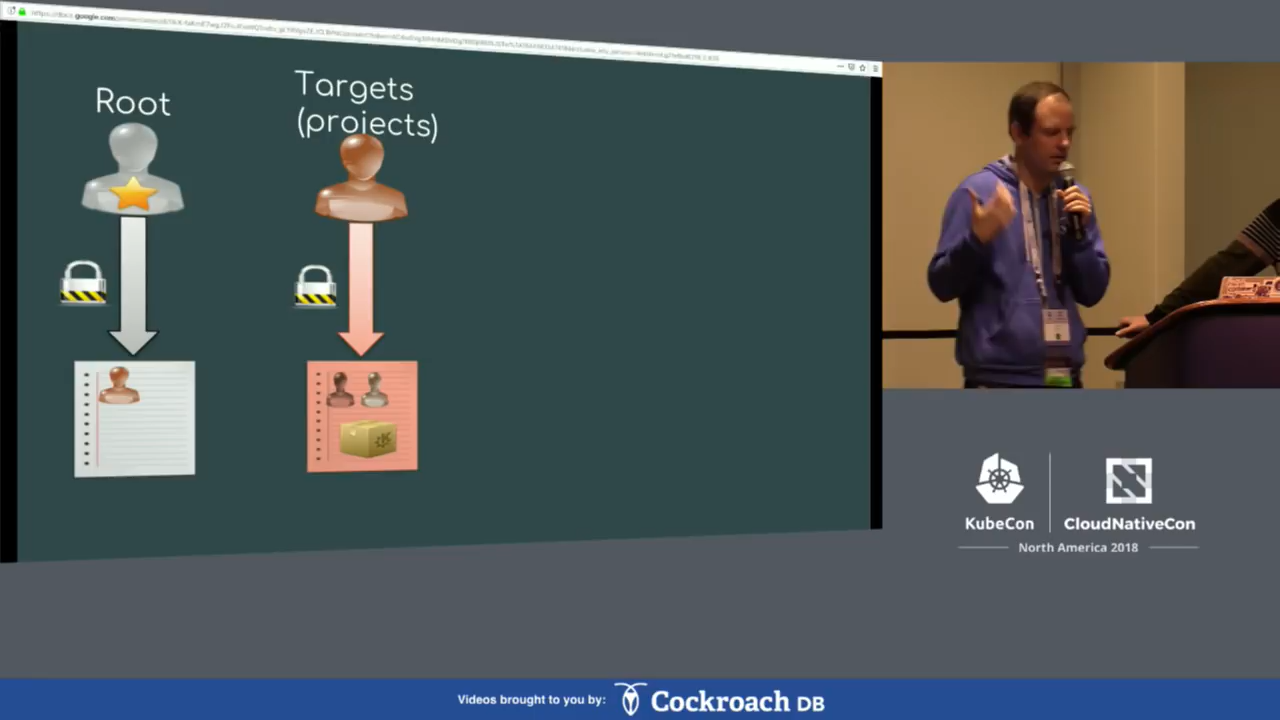 Root
Targets
(projects)
KubeCon
CloudNativeCon
North America 2018
Videos brought to you by:
Cockroach DB